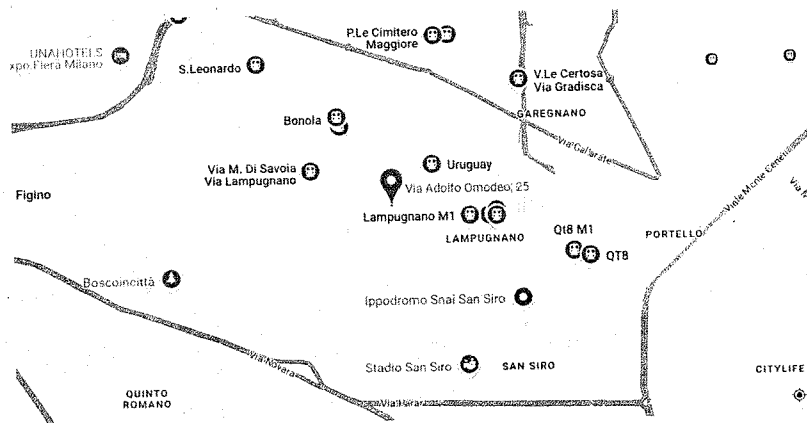 P.Le Cimitero
Maggiore
UNAHOTELS
xpo Fiera Milano
S.Leonardo
V.Le Certosa
Via Gradisca
Bonola
GAREGNANO
Via Gallarate
Via M. Di Savoia
Via Lampugnano
Uruguay
Via Adolfo Omodeo, 25
Figino
Viale Monte Ceneri
Lampugnano M1
LAMPUGNANO
Qt8 M1
PORTELLO
QT8
Boscoincittà
Ippodromo Snai San Siro
Via Novara
Stadio San Siro
SAN SIRO
CITYLIFE
QUINTO
ROMANO